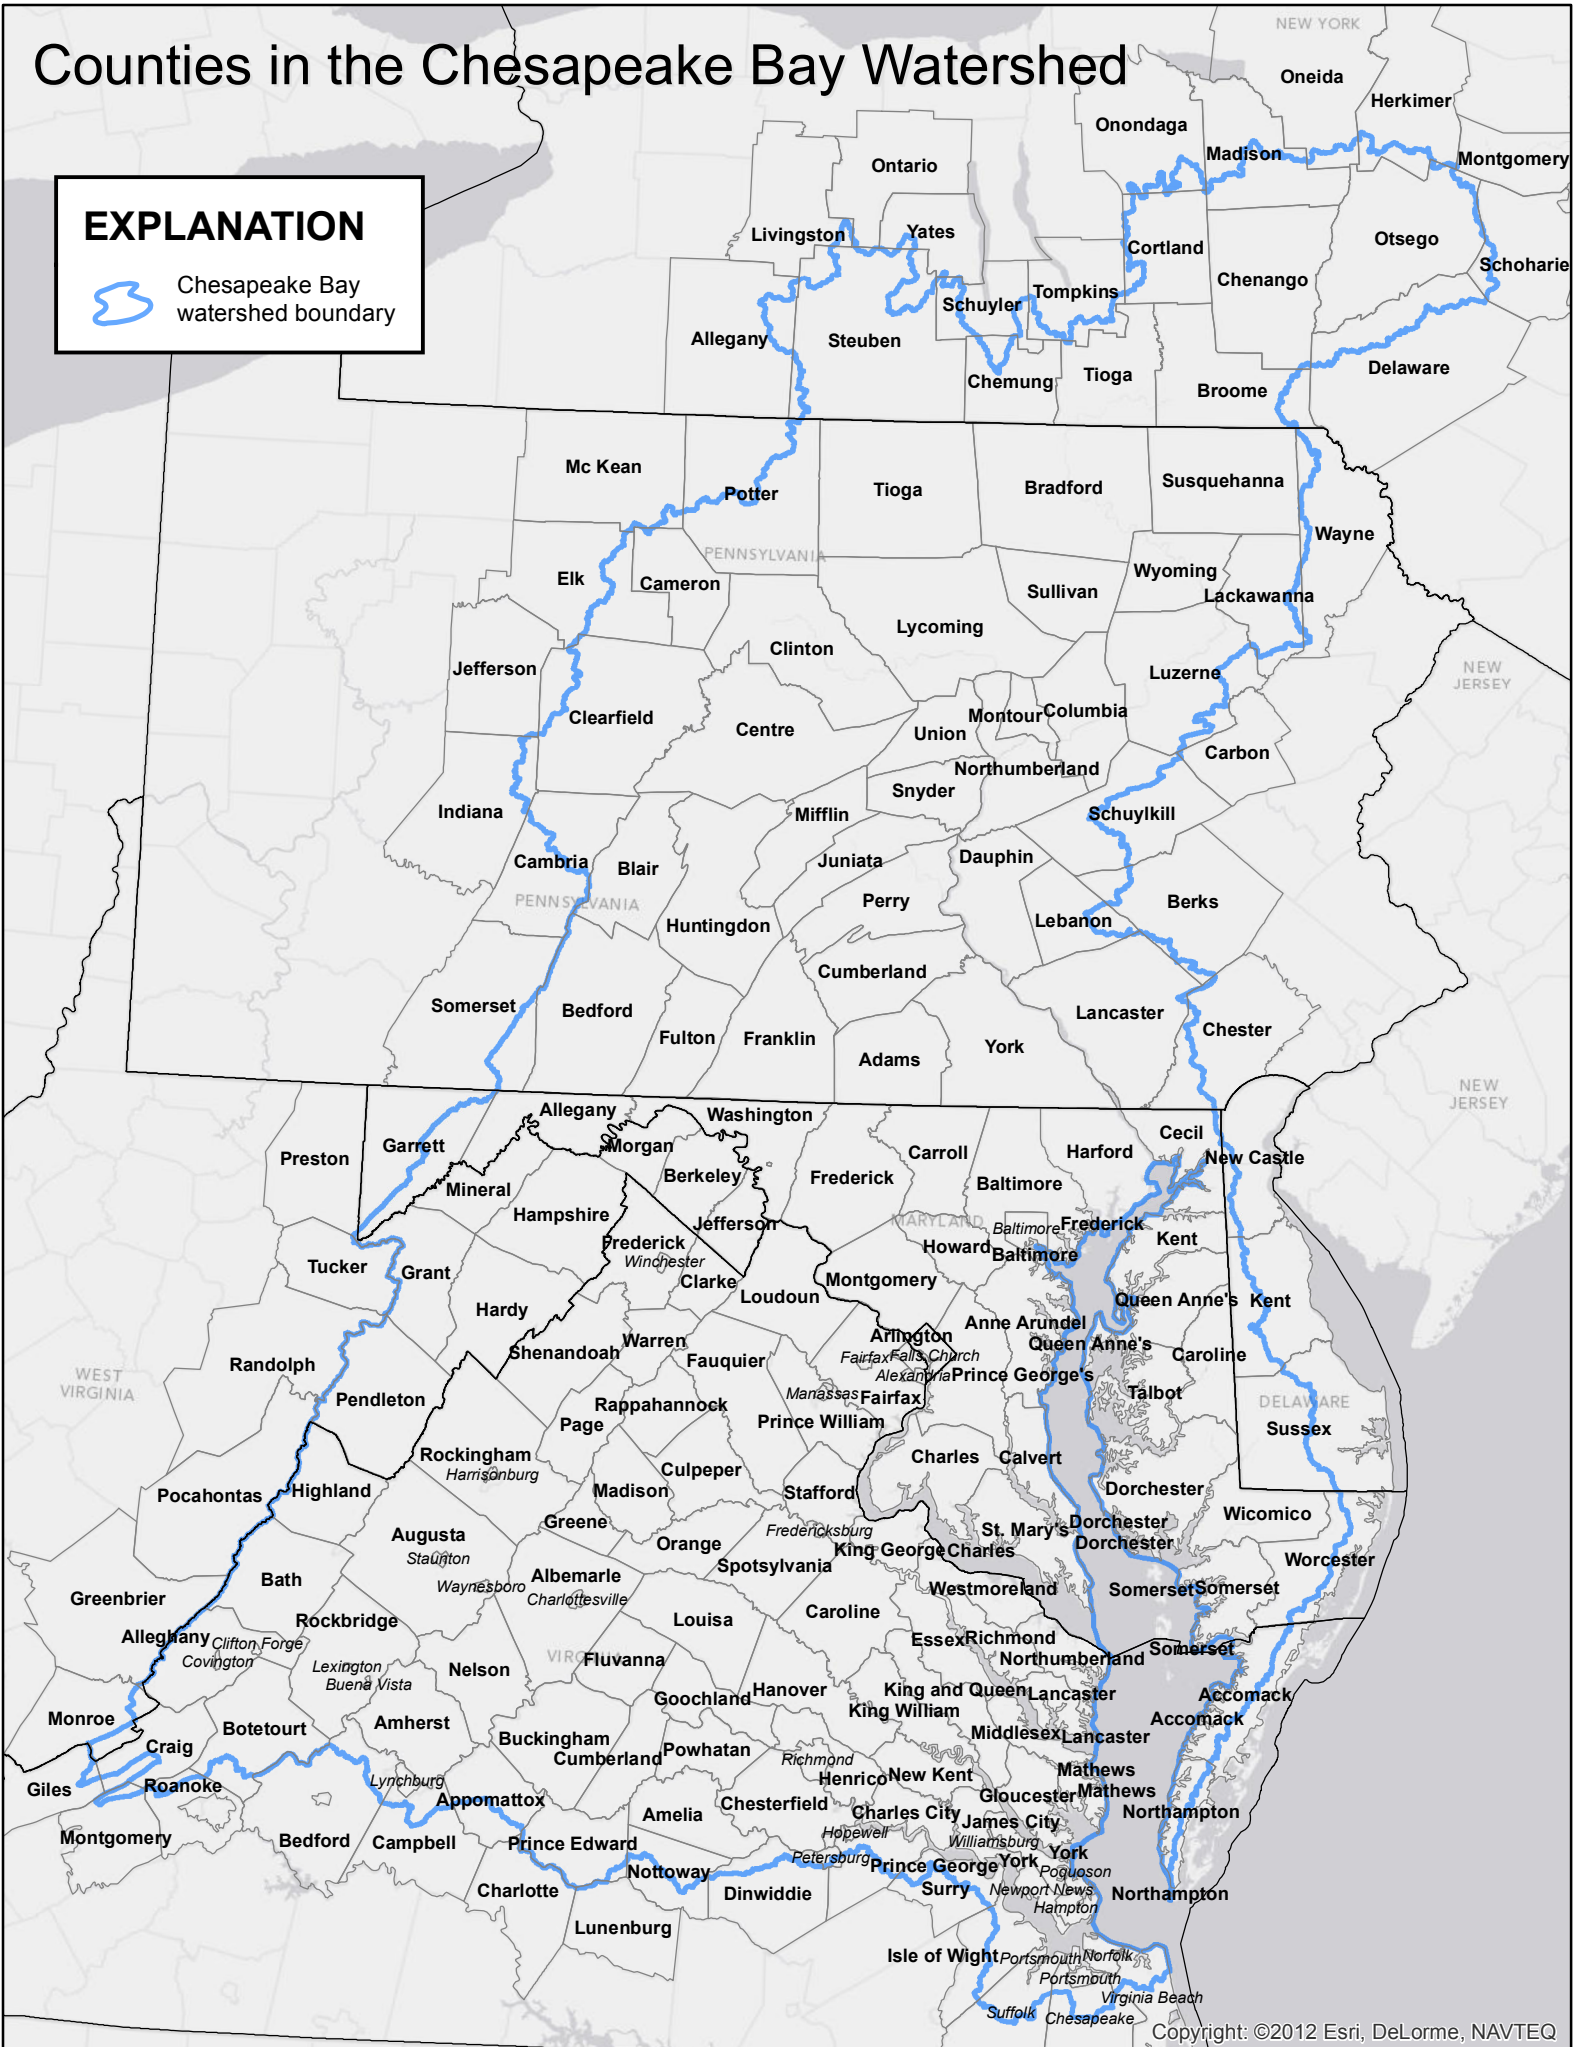 Counties in the Chesapeake Bay Watershed
NEW YORK
Oneida
Herkimer
Onondaga
Madison
Montgomery
Ontario
EXPLANATION
Chesapeake Bay
watershed boundary
Livingston
Yates
Cortland
Otsego
Schoharie
Chenango
Schuyler
Tompkins
Allegany
Steuben
Chemung
Tioga
Broome
Delaware
Mc Kean
Potter
Tioga
Bradford
Susquehanna
Wayne
PENNSYLVANIA
Elk
Cameron
Sullivan
Wyoming
Lackawanna
Lycoming
Clinton
Jefferson
Luzerne
NEW
JERSEY
Clearfield
Centre
Union
Montour
Columbia
Carbon
Northumberland
Snyder
Indiana
Mifflin
Schuylkill
Cambria
Blair
Juniata
Dauphin
PENNSYLVANIA
Perry
Berks
Huntingdon
Lebanon
Cumberland
Somerset
Bedford
Lancaster
Chester
Fulton
Franklin
Adams
York
NEW
JERSEY
Allegany
Washington
Preston
Garrett
Morgan
Carroll
Harford
Cecil
New Castle
Berkeley
Frederick
Baltimore
Mineral
Hampshire
Jefferson
MARYLAND
Baltimore
Frederick
Kent
Frederick
Winchester
Howard
Baltimore
Tucker
Grant
Clarke
Montgomery
Loudoun
Queen Anne's
Kent
Hardy
Anne Arundel
Arlington
Queen Anne's
Warren
Shenandoah
Fauquier
Fairfax
Falls Church
Caroline
Randolph
Alexandria
Prince George's
WEST
VIRGINIA
Pendleton
Manassas
Fairfax
Talbot
DELAWARE
Rappahannock
Page
Prince William
Sussex
Rockingham
Harrisonburg
Charles
Calvert
Culpeper
Pocahontas
Highland
Madison
Stafford
Dorchester
Wicomico
Augusta
Greene
Fredericksburg
St. Mary's
Dorchester
Dorchester
Staunton
Orange
King George
Charles
Spotsylvania
Worcester
Bath
Waynesboro
Albemarle
Charlottesville
Westmoreland
Somerset
Somerset
Greenbrier
Rockbridge
Louisa
Caroline
Alleghany
Clifton Forge
Covington
Essex
Richmond
Northumberland
Somerset
Lexington
Buena Vista
Nelson
VIRGINIA
Fluvanna
Goochland
Hanover
King and Queen
Lancaster
Accomack
King William
Monroe
Botetourt
Amherst
Accomack
Craig
Buckingham
Cumberland
Powhatan
Middlesex
Lancaster
Richmond
Henrico
New Kent
Mathews
Giles
Roanoke
Lynchburg
Appomattox
Gloucester
Mathews
Amelia
Chesterfield
Charles City
James City
Northampton
Montgomery
Bedford
Campbell
Prince Edward
Hopewell
Williamsburg
Petersburg
Prince George
York
York
Poquoson
Nottoway
Charlotte
Dinwiddie
Surry
Newport News
Northampton
Hampton
Lunenburg
Isle of Wight
Portsmouth
Norfolk
Portsmouth
Virginia Beach
Suffolk
Chesapeake
Copyright: ©2012 Esri, DeLorme, NAVTEQ